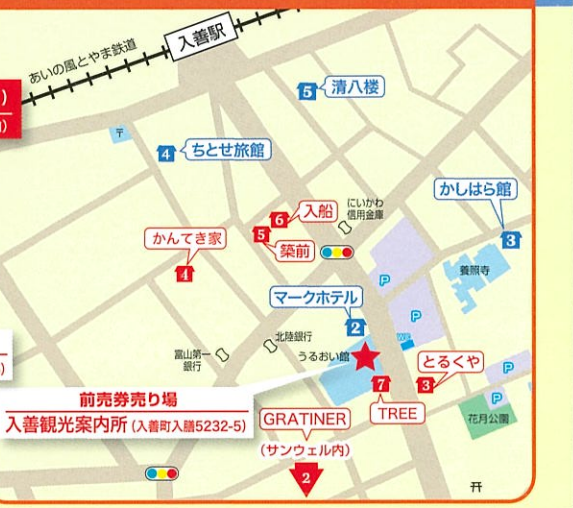 入善駅
あいの風とやま鉄道
5
清八楼
〒
4
ちとせ旅館
かしはら館
3
にいかわ
信用金庫
6
入船
5
築前
かんてき家
4
養照寺
P
マークホテル
2
P
北陸銀行
富山第一
銀行
うるおい館
WC
とるくや
3
P
P
7
TREE
花月公園
前売券売り場
入善観光案内所(入善町入膳5232-5)
GRATINER
(サンウェル内)
2